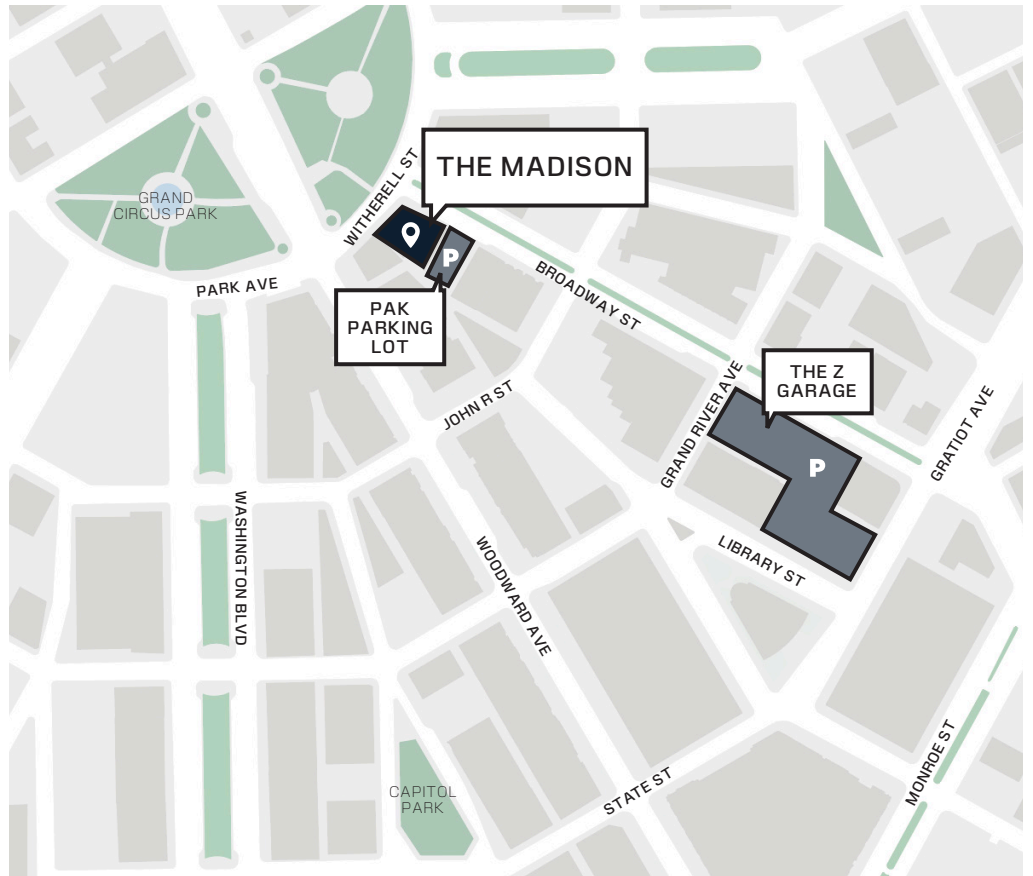 THE MADISON
WITHERELL ST
GRAND
CIRCUS PARK
P
PARK AVE
BROADWAY ST
PAK
PARKING
LOT
THE Z
GARAGE
JOHN R ST
GRAND RIVER AVE
GRATIOT AVE
P
WASHINGTON BLVD
WOODWARD AVE
LIBRARY ST
CAPITOL
PARK
STATE ST
MONROE ST